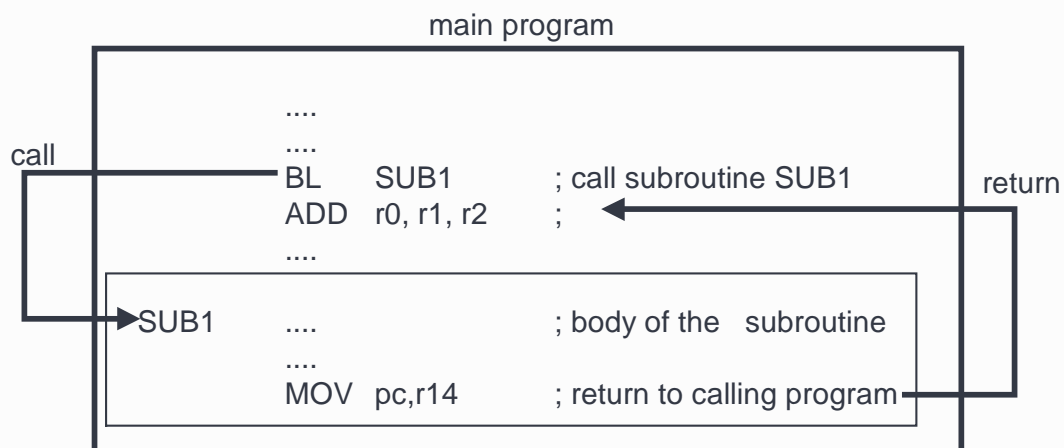 main program
....
....
call
BL SUB1 ; call subroutine SUB1
return
ADD r0, r1, r2 ;
....
SUB1 .... ; body of the subroutine
....
MOV pc,r14 ; return to calling program